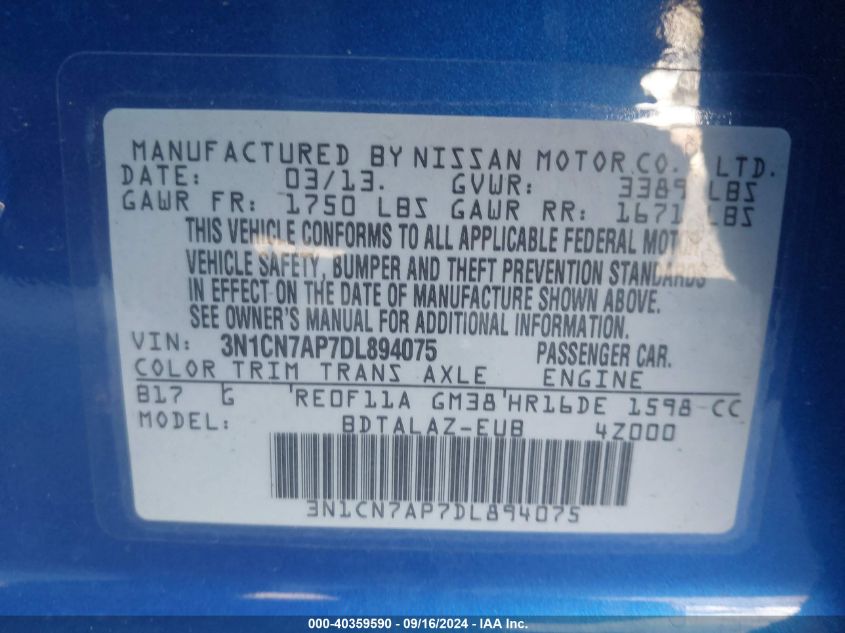 MANUFACTURED BY NISSAN MOTOR CO., LTD.
DATE: 03/13. GVWR: 3389 LBS
GAWR FR: 1750 LBS GAWR RR: 1671 LBS
THIS VEHICLE CONFORMS TO ALL APPLICABLE FEDERAL MOTOR
VEHICLE SAFETY, BUMPER AND THEFT PREVENTION STANDARDS
IN EFFECT ON THE DATE OF MANUFACTURE SHOWN ABOVE.
SEE OWNER'S MANUAL FOR ADDITIONAL INFORMATION.
VIN: 3N1CN7AP7DL894075 PASSENGER CAR.
COLOR TRIM TRANS AXLE ENGINE
B17 G 'RE0F11A GM38'HR16DE 1598-CC
MODEL: BDTALAZ-EUB 4Z000
3N1CN7AP7DL894075
000-40359590 - 09/16/2024 - IAA Inc.